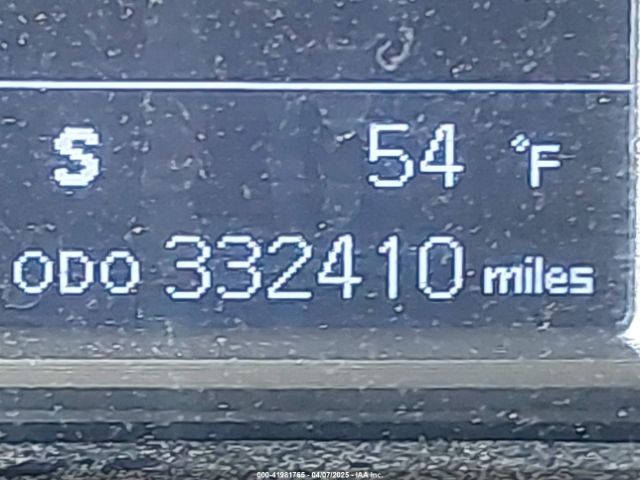 S 54 °F
ODO 332410 miles
000-41981765 - 04/07/2025 - IAA Inc.